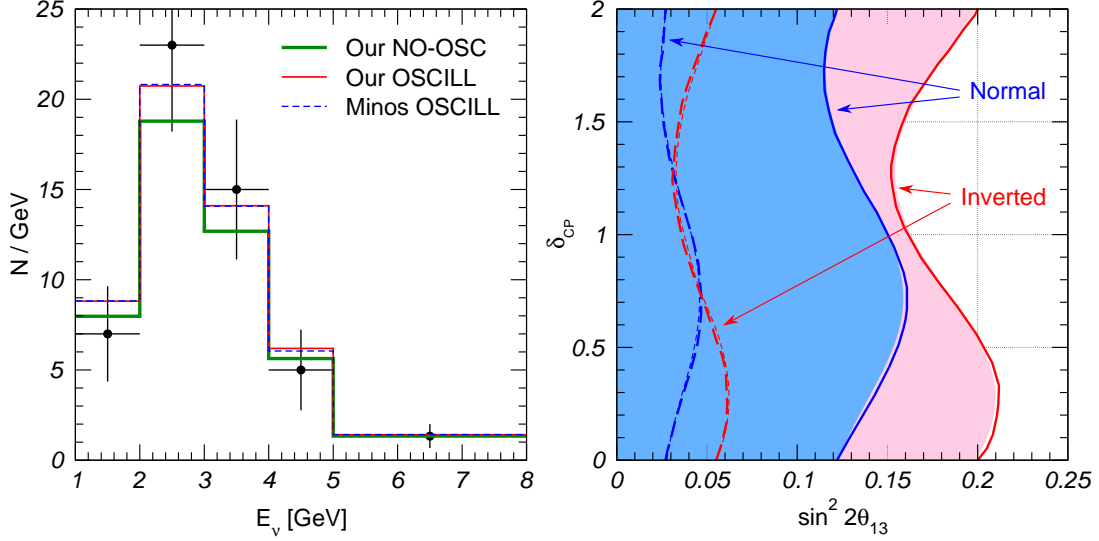 25
20
15
10
5
0
N / GeV
Our NO-OSC
Our OSCILL
Minos OSCILL
1 2 3 4 5 6 7 8
E_ν [GeV]
2
1.5
1
0.5
0
δ_CP
Normal
Inverted
0 0.05 0.1 0.15 0.2 0.25
sin² 2θ₁₃